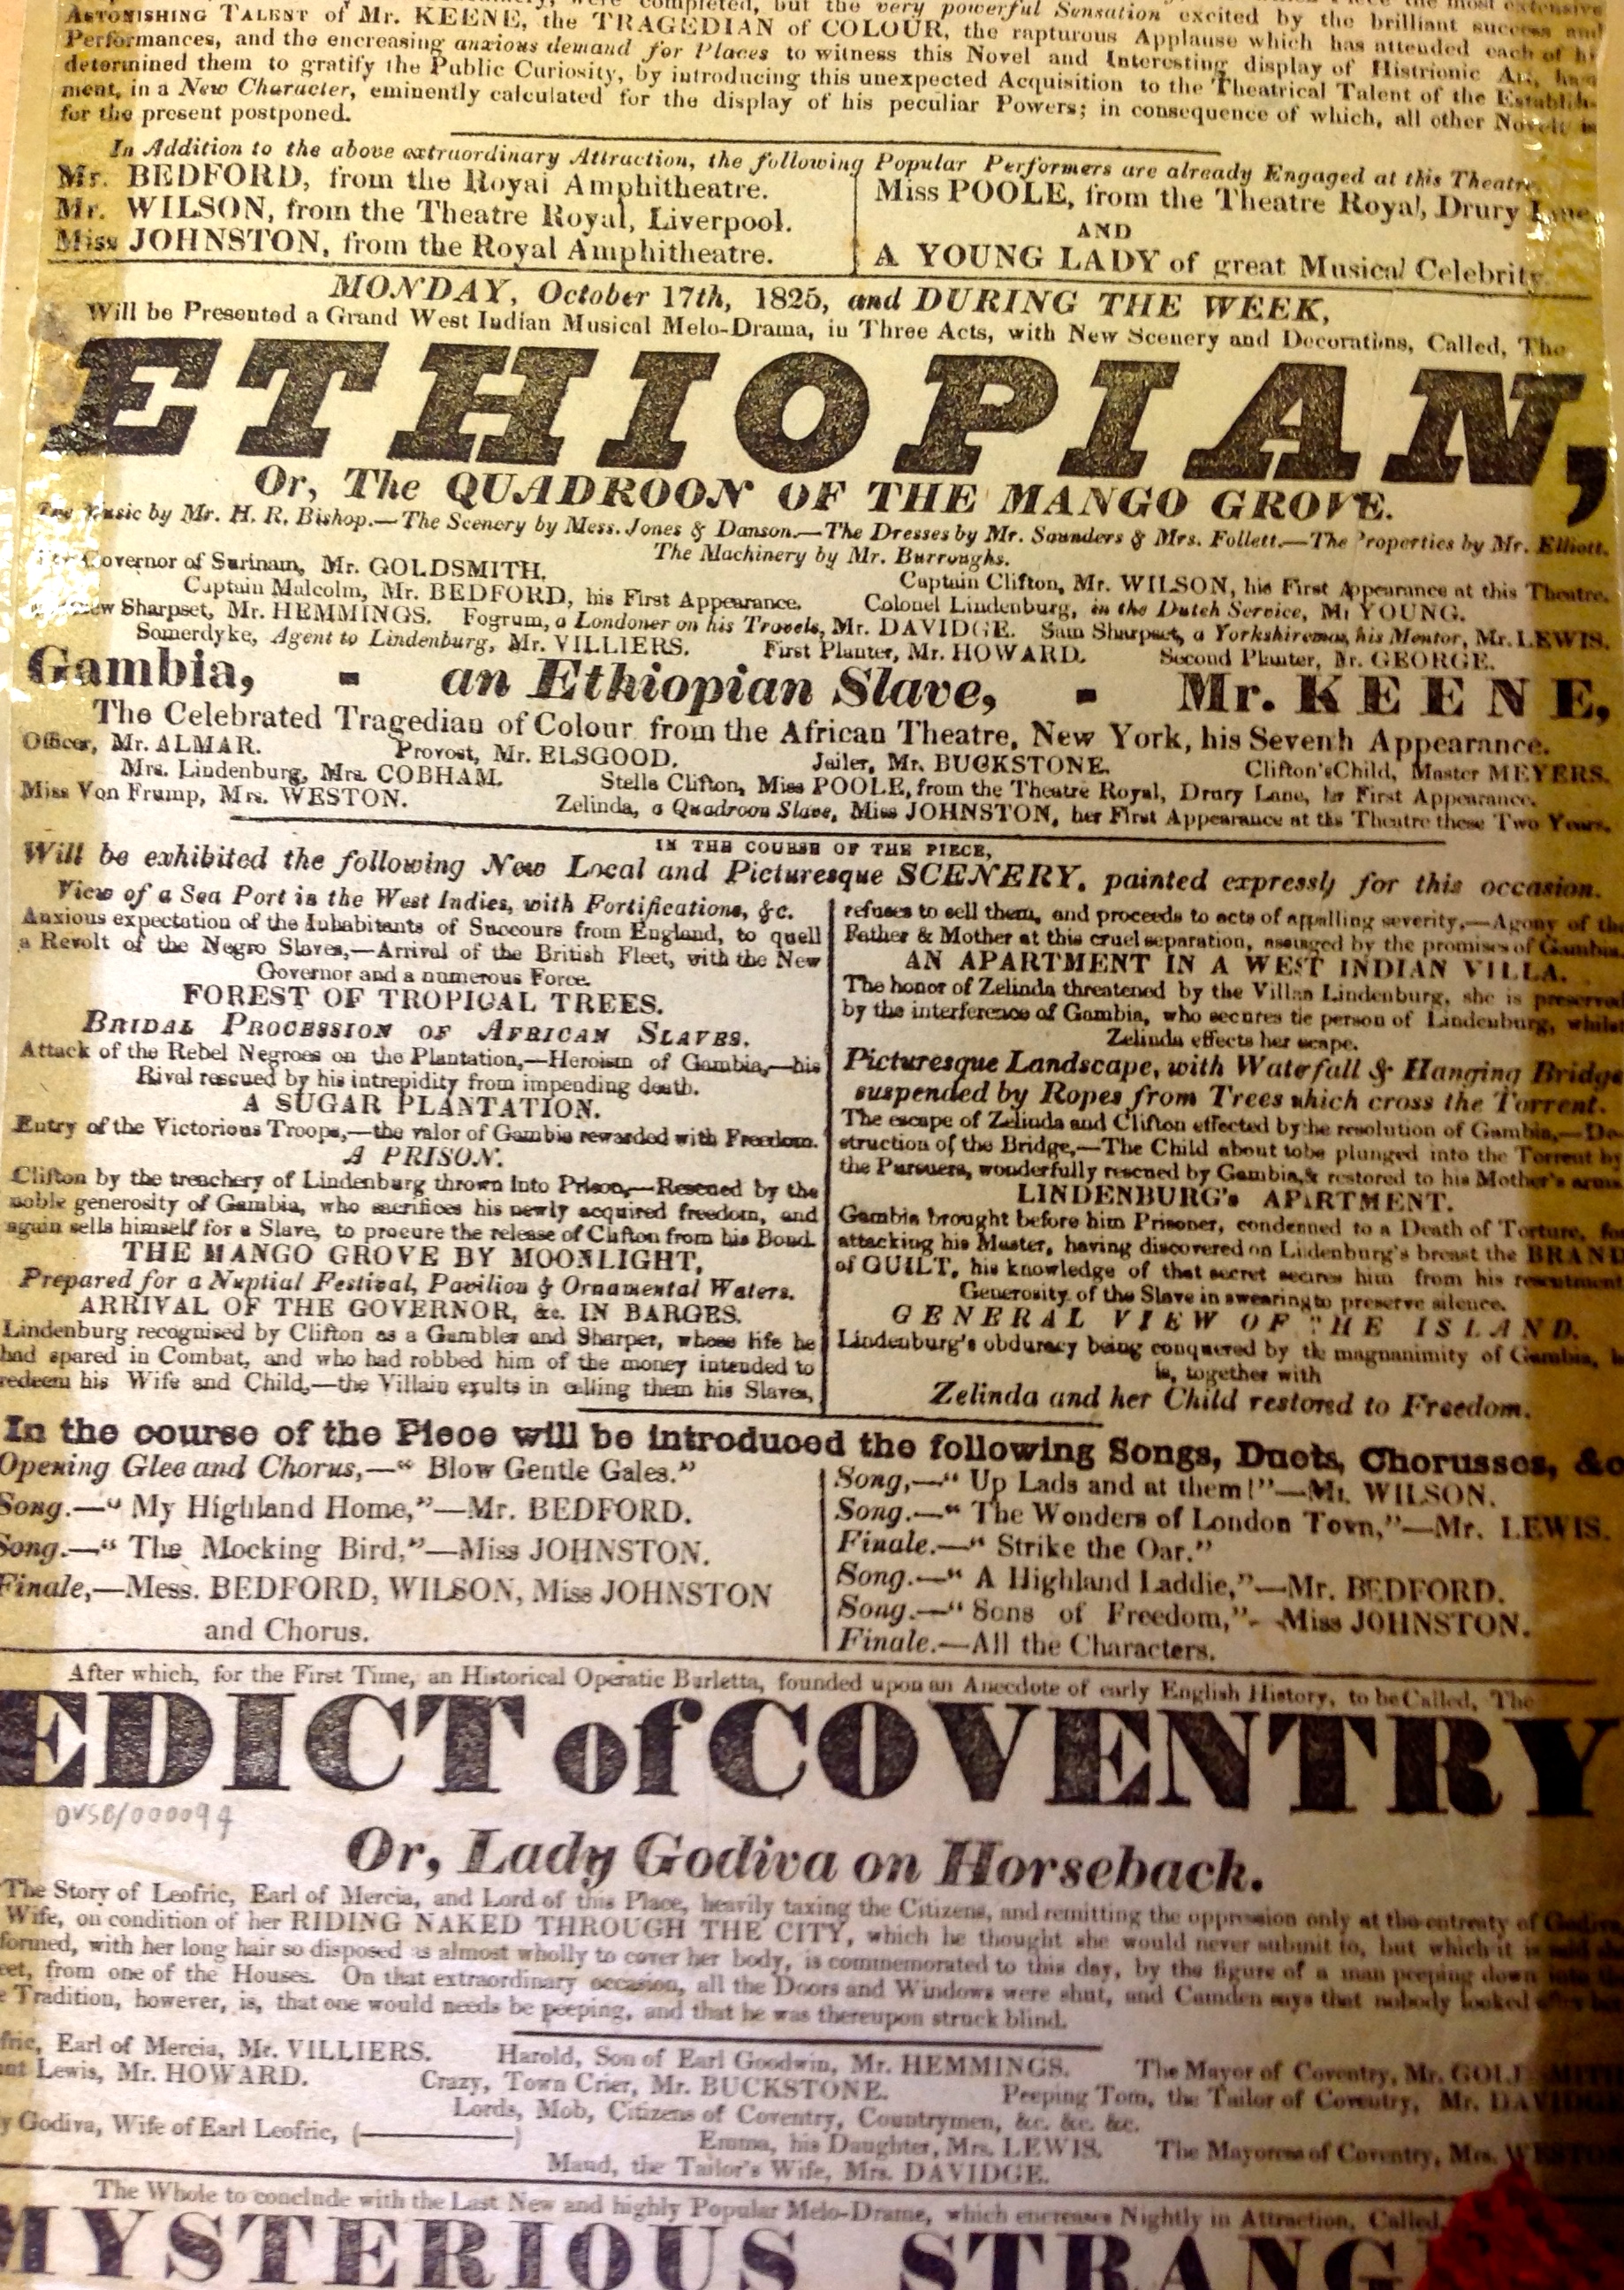 were completed, but the very powerful Sensation excited by the brilliant success and
ASTONISHING TALENT of Mr. KEENE, the TRAGEDIAN of COLOUR, the rapturous Applause which has attended each of his
Performances, and the encreasing anxious demand for Places to witness this Novel and Interesting display of Histrionic Art, have
determined them to gratify the Public Curiosity, by introducing this unexpected Acquisition to the Theatrical Talent of the Establish-
ment, in a New Character, eminently calculated for the display of his peculiar Powers; in consequence of which, all other Novelt is
for the present postponed.
In Addition to the above extraordinary Attraction, the following Popular Performers are already Engaged at this Theatre.
Mr. BEDFORD, from the Royal Amphitheatre.
Mr. WILSON, from the Theatre Royal, Liverpool.
Miss JOHNSTON, from the Royal Amphitheatre.
Miss POOLE, from the Theatre Royal, Drury Lane
AND
A YOUNG LADY of great Musical Celebrity
MONDAY, October 17th, 1825, and DURING THE WEEK,
Will be Presented a Grand West Indian Musical Melo-Drama, in Three Acts, with New Scenery and Decorations, Called, The
ETHIOPIAN,
Or, The QUADROON OF THE MANGO GROVE.
The Music by Mr. H. R. Bishop.—The Scenery by Mess. Jones & Danson.—The Dresses by Mr. Saunders & Mrs. Follett.—The Properties by Mr. Elliott.
The Machinery by Mr. Burroughs.
Governor of Surinam, Mr. GOLDSMITH.
Captain Malcolm, Mr. BEDFORD, his First Appearance. Captain Clifton, Mr. WILSON, his First Appearance at this Theatre.
Colonel Lindenburg, in the Dutch Service, Mr YOUNG.
Sharpset, Mr. HEMMINGS. Fogrum, a Londoner on his Travels, Mr. DAVIDGE. Sam Sharpset, a Yorkshireman, his Mentor, Mr. LEWIS.
Somerdyke, Agent to Lindenburg, Mr. VILLIERS. First Planter, Mr. HOWARD. Second Planter, Mr. GEORGE.
Gambia, - an Ethiopian Slave, - Mr. KEENE,
The Celebrated Tragedian of Colour from the African Theatre, New York, his Seventh Appearance.
Officer, Mr. ALMAR. Provost, Mr. ELSGOOD. Jailer, Mr. BUCKSTONE. Clifton's Child, Master MEYERS.
Mrs. Lindenburg, Mrs. COBHAM. Stella Clifton, Miss POOLE, from the Theatre Royal, Drury Lane, her First Appearance.
Miss Von Frump, Mrs. WESTON. Zelinda, a Quadroon Slave, Miss JOHNSTON, her First Appearance at this Theatre these Two Years.
IN THE COURSE OF THE PIECE,
Will be exhibited the following New Local and Picturesque SCENERY, painted expressly for this occasion.
View of a Sea Port in the West Indies, with Fortifications, &c.
Anxious expectation of the Inhabitants of Succours from England, to quell
a Revolt of the Negro Slaves,—Arrival of the British Fleet, with the New
Governor and a numerous Force.
FOREST OF TROPICAL TREES.
BRIDAL PROCESSION OF AFRICAN SLAVES.
Attack of the Rebel Negroes on the Plantation,—Heroism of Gambia,—his
Rival rescued by his intrepidity from impending death.
A SUGAR PLANTATION.
Entry of the Victorious Troops,—the valor of Gambia rewarded with Freedom.
A PRISON.
Clifton by the treachery of Lindenburg thrown into Prison,—Rescued by the
noble generosity of Gambia, who sacrifices his newly acquired freedom, and
again sells himself for a Slave, to procure the release of Clifton from his Bond.
THE MANGO GROVE BY MOONLIGHT,
Prepared for a Nuptial Festival, Pavilion & Ornamental Waters.
ARRIVAL OF THE GOVERNOR, &c. IN BARGES.
Lindenburg recognised by Clifton as a Gambler and Sharper, whose life he
had spared in Combat, and who had robbed him of the money intended to
redeem his Wife and Child,—the Villain exults in calling them his Slaves,
refuses to sell them, and proceeds to acts of appalling severity,—Agony of the
Father & Mother at this cruel separation, assuaged by the promises of Gambia.
AN APARTMENT IN A WEST INDIAN VILLA.
The honor of Zelinda threatened by the Villan Lindenburg, she is preserved
by the interference of Gambia, who secures the person of Lindenburg, whilst
Zelinda effects her escape.
Picturesque Landscape, with Waterfall & Hanging Bridge
suspended by Ropes from Trees which cross the Torrent.
The escape of Zelinda and Clifton effected by the resolution of Gambia,—De-
struction of the Bridge,—The Child about to be plunged into the Torrent by
the Pursuers, wonderfully rescued by Gambia, & restored to his Mother's arms.
LINDENBURG's APARTMENT.
Gambia brought before him Prisoner, condemned to a Death of Torture, for
attacking his Master, having discovered on Lindenburg's breast the BRAND
of GUILT, his knowledge of that secret secures him from his resentment
Generosity of the Slave in swearing to preserve silence.
GENERAL VIEW OF THE ISLAND.
Lindenburg's obduracy being conquered by the magnanimity of Gambia, he
is, together with
Zelinda and her Child restored to Freedom.
In the course of the Piece will be introduced the following Songs, Duets, Chorusses, &c
Opening Glee and Chorus,—" Blow Gentle Gales."
Song.—" My Highland Home,"—Mr. BEDFORD.
Song.—" The Mocking Bird,"—Miss JOHNSTON.
Finale,—Mess. BEDFORD, WILSON, Miss JOHNSTON
and Chorus.
Song,—" Up Lads and at them!"—Mr. WILSON.
Song.—" The Wonders of London Town,"—Mr. LEWIS.
Finale.—" Strike the Oar."
Song.—" A Highland Laddie,"—Mr. BEDFORD.
Song.—" Sons of Freedom,"—Miss JOHNSTON.
Finale.—All the Characters.
After which, for the First Time, an Historical Operatic Burletta, founded upon an Anecdote of early English History, to be Called, The
EDICT of COVENTRY
OVSB/000094
Or, Lady Godiva on Horseback.
The Story of Leofric, Earl of Mercia, and Lord of this Place, heavily taxing the Citizens, and remitting the oppression only at the entreaty of Godiva
Wife, on condition of her RIDING NAKED THROUGH THE CITY, which he thought she would never submit to, but which it is said she
formed, with her long hair so disposed as almost wholly to cover her body, is commemorated to this day, by the figure of a man peeping down into the
eet, from one of the Houses. On that extraordinary occasion, all the Doors and Windows were shut, and Camden says that nobody looked after her
e Tradition, however, is, that one would needs be peeping, and that he was thereupon struck blind.
fric, Earl of Mercia, Mr. VILLIERS. Harold, Son of Earl Goodwin, Mr. HEMMINGS. The Mayor of Coventry, Mr. GOLDSMITH
nt Lewis, Mr. HOWARD. Crazy, Town Crier, Mr. BUCKSTONE. Peeping Tom, the Tailor of Coventry, Mr. DAVIDGE
Lords, Mob, Citizens of Coventry, Countrymen, &c. &c. &c.
y Godiva, Wife of Earl Leofric, (————) Emma, his Daughter, Mrs. LEWIS. The Mayoress of Coventry, Mrs. WESTON
Maud, the Tailor's Wife, Mrs. DAVIDGE.
The Whole to conclude with the Last New and highly Popular Melo-Drame, which encreases Nightly in Attraction, Called,
MYSTERIOUS STRANG